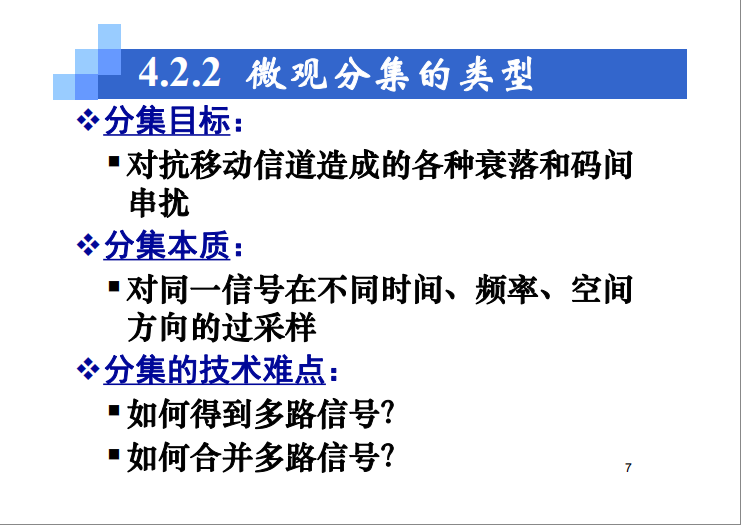 4.2.2 微观分集的类型
分集目标：
对抗移动信道造成的各种衰落和码间
串扰
分集本质：
对同一信号在不同时间、频率、空间
方向的过采样
分集的技术难点：
如何得到多路信号？
如何合并多路信号？
7